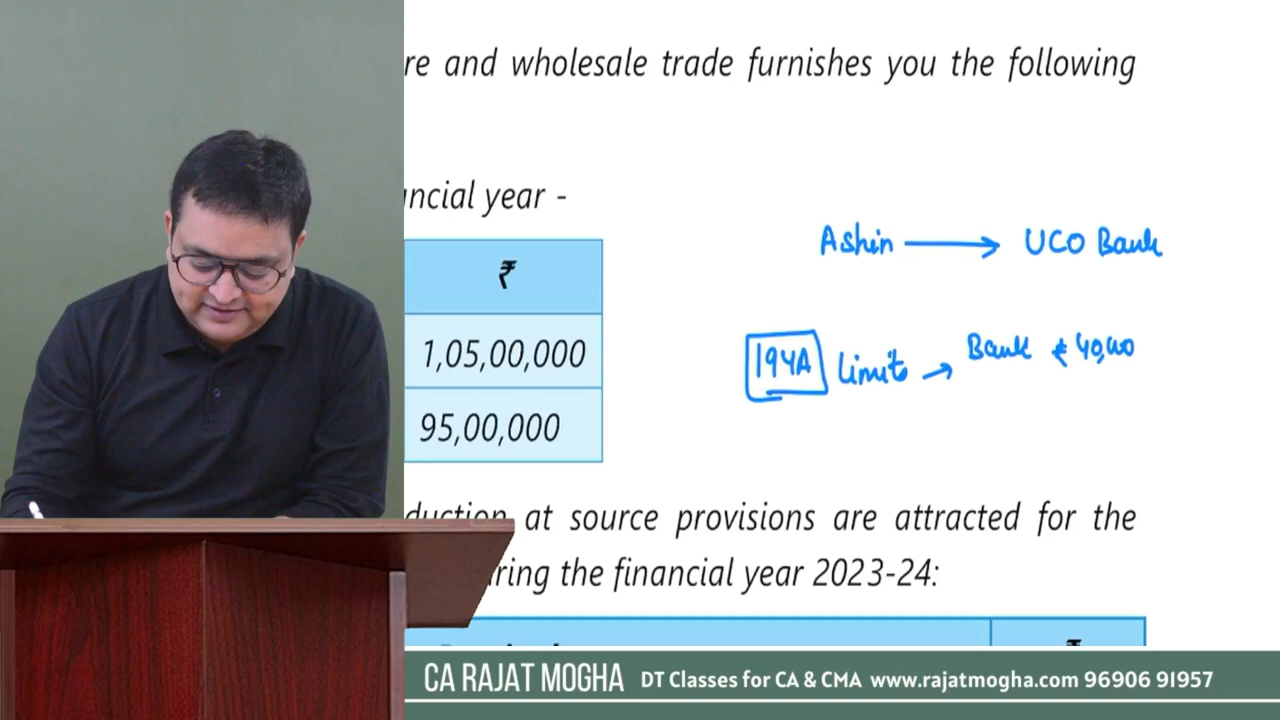 re and wholesale trade furnishes you the following
ncial year -
₹
1,05,00,000
95,00,000
Ashin → UCO Bank
194A Limits → Bank ₹ 40,000
duction at source provisions are attracted for the
ring the financial year 2023-24:
₹
CA RAJAT MOGHA DT Classes for CA & CMA www.rajatmogha.com 96906 91957